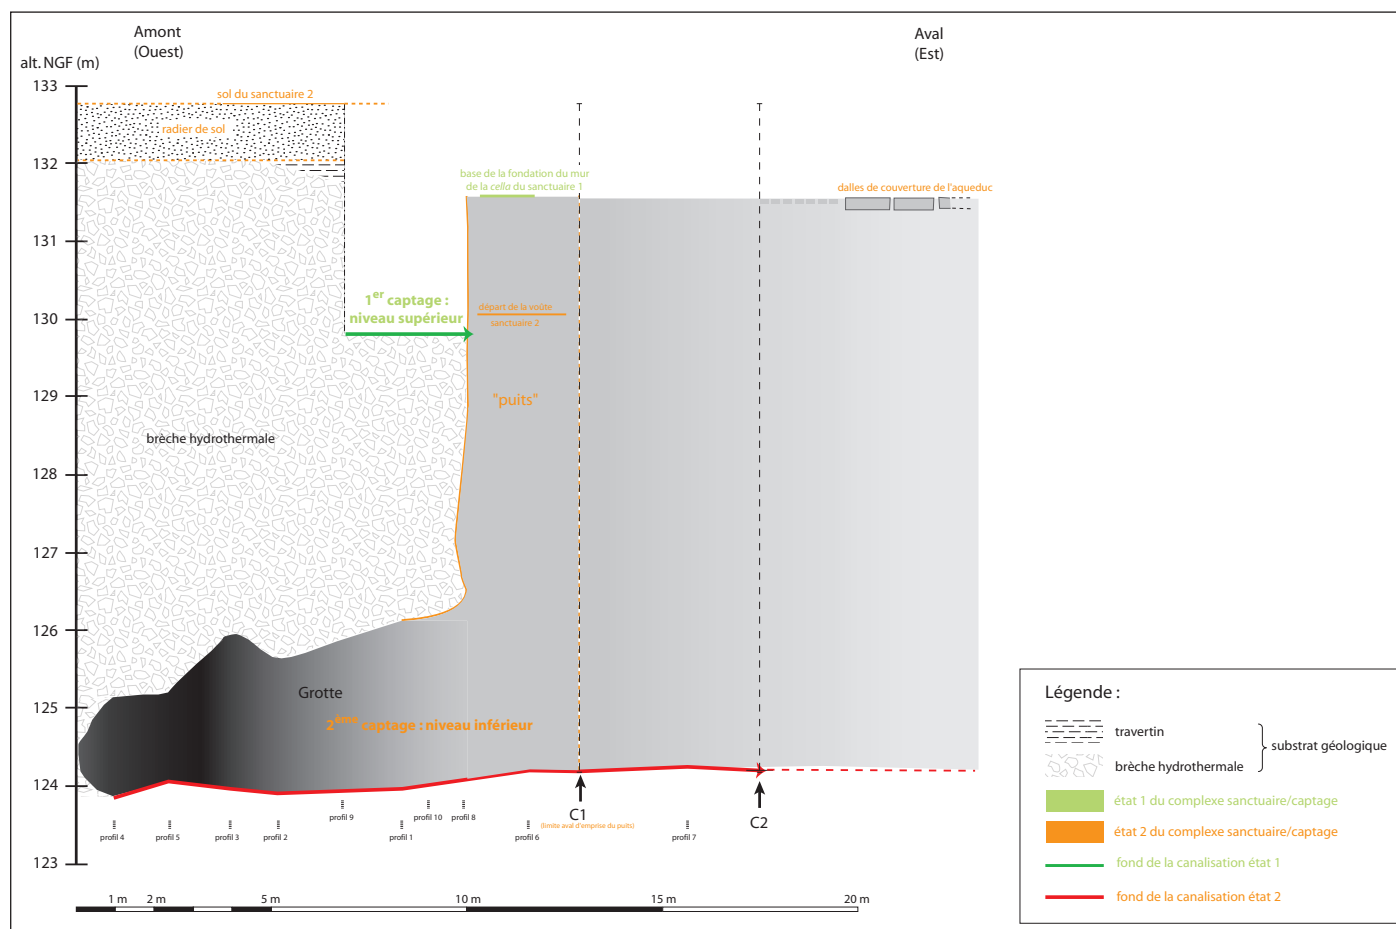 Amont
(Ouest)
Aval
(Est)
alt. NGF (m)
133
132
131
130
129
128
127
126
125
124
123
sol du sanctuaire 2
radier de sol
base de la fondation du mur
de la cella du sanctuaire 1
dalles de couverture de l'aqueduc
1er captage :
niveau supérieur
départ de la voûte
sanctuaire 2
"puits"
brèche hydrothermale
Grotte
2ème captage : niveau inférieur
profil 4
profil 5
profil 3
profil 2
profil 9
profil 1
profil 10
profil 8
profil 6
C1
(limite aval d'emprise du puits)
profil 7
C2
1 m
2 m
5 m
10 m
15 m
20 m
Légende :
travertin
brèche hydrothermale
substrat géologique
état 1 du complexe sanctuaire/captage
état 2 du complexe sanctuaire/captage
fond de la canalisation état 1
fond de la canalisation état 2